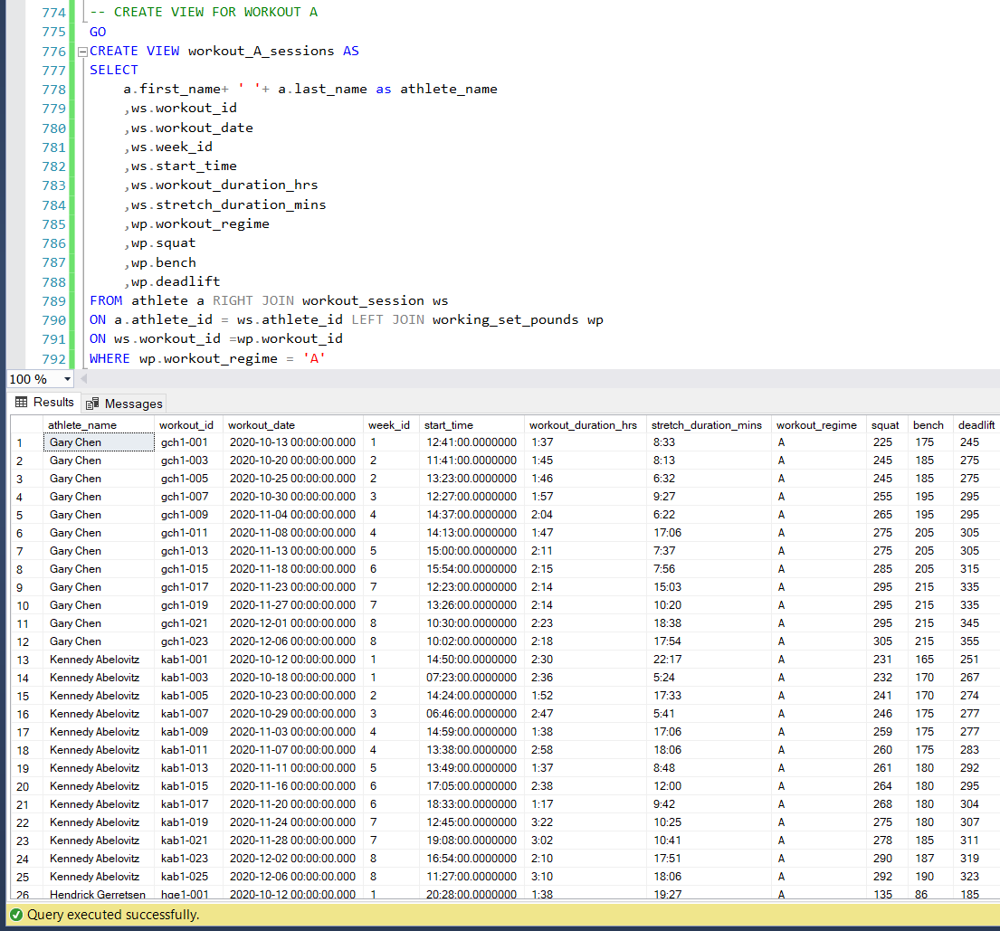 774 -- CREATE VIEW FOR WORKOUT A
775 GO
776 CREATE VIEW workout_A_sessions AS
777 SELECT
778 a.first_name+ ' '+ a.last_name as athlete_name
779 ,ws.workout_id
780 ,ws.workout_date
781 ,ws.week_id
782 ,ws.start_time
783 ,ws.workout_duration_hrs
784 ,ws.stretch_duration_mins
785 ,wp.workout_regime
786 ,wp.squat
787 ,wp.bench
788 ,wp.deadlift
789 FROM athlete a RIGHT JOIN workout_session ws
790 ON a.athlete_id = ws.athlete_id LEFT JOIN working_set_pounds wp
791 ON ws.workout_id =wp.workout_id
792 WHERE wp.workout_regime = 'A'
100 %
Results Messages
athlete_name workout_id workout_date week_id start_time workout_duration_hrs stretch_duration_mins workout_regime squat bench deadlift
1 Gary Chen gch1-001 2020-10-13 00:00:00.000 1 12:41:00.0000000 1:37 8:33 A 225 175 245
2 Gary Chen gch1-003 2020-10-20 00:00:00.000 2 11:41:00.0000000 1:45 8:13 A 245 185 275
3 Gary Chen gch1-005 2020-10-25 00:00:00.000 2 13:23:00.0000000 1:46 6:32 A 245 185 275
4 Gary Chen gch1-007 2020-10-30 00:00:00.000 3 12:27:00.0000000 1:57 9:27 A 255 195 295
5 Gary Chen gch1-009 2020-11-04 00:00:00.000 4 14:37:00.0000000 2:04 6:22 A 265 195 295
6 Gary Chen gch1-011 2020-11-08 00:00:00.000 4 14:13:00.0000000 1:47 17:06 A 275 205 305
7 Gary Chen gch1-013 2020-11-13 00:00:00.000 5 15:00:00.0000000 2:11 7:37 A 275 205 305
8 Gary Chen gch1-015 2020-11-18 00:00:00.000 6 15:54:00.0000000 2:15 7:56 A 285 205 315
9 Gary Chen gch1-017 2020-11-23 00:00:00.000 7 12:23:00.0000000 2:14 15:03 A 295 215 335
10 Gary Chen gch1-019 2020-11-27 00:00:00.000 7 13:26:00.0000000 2:14 10:20 A 295 215 335
11 Gary Chen gch1-021 2020-12-01 00:00:00.000 8 10:30:00.0000000 2:23 18:38 A 295 215 345
12 Gary Chen gch1-023 2020-12-06 00:00:00.000 8 10:02:00.0000000 2:18 17:54 A 305 215 355
13 Kennedy Abelovitz kab1-001 2020-10-12 00:00:00.000 1 14:50:00.0000000 2:30 22:17 A 231 165 251
14 Kennedy Abelovitz kab1-003 2020-10-18 00:00:00.000 1 07:23:00.0000000 2:36 5:24 A 232 170 267
15 Kennedy Abelovitz kab1-005 2020-10-23 00:00:00.000 2 14:24:00.0000000 1:52 17:33 A 241 170 274
16 Kennedy Abelovitz kab1-007 2020-10-29 00:00:00.000 3 06:46:00.0000000 2:47 5:41 A 246 175 277
17 Kennedy Abelovitz kab1-009 2020-11-03 00:00:00.000 4 14:59:00.0000000 1:38 17:06 A 259 175 277
18 Kennedy Abelovitz kab1-011 2020-11-07 00:00:00.000 4 13:38:00.0000000 2:58 18:06 A 260 175 283
19 Kennedy Abelovitz kab1-013 2020-11-11 00:00:00.000 5 13:49:00.0000000 1:37 8:48 A 261 180 292
20 Kennedy Abelovitz kab1-015 2020-11-16 00:00:00.000 6 17:05:00.0000000 2:38 12:00 A 264 180 295
21 Kennedy Abelovitz kab1-017 2020-11-20 00:00:00.000 6 18:33:00.0000000 1:17 9:42 A 268 180 304
22 Kennedy Abelovitz kab1-019 2020-11-24 00:00:00.000 7 12:45:00.0000000 3:22 10:25 A 275 180 307
23 Kennedy Abelovitz kab1-021 2020-11-28 00:00:00.000 7 19:08:00.0000000 3:02 10:41 A 278 185 311
24 Kennedy Abelovitz kab1-023 2020-12-02 00:00:00.000 8 16:54:00.0000000 2:10 17:51 A 290 187 319
25 Kennedy Abelovitz kab1-025 2020-12-06 00:00:00.000 8 11:27:00.0000000 3:10 18:06 A 292 190 323
26 Hendrick Gerretsen hge1-001 2020-10-12 00:00:00.000 1 20:28:00.0000000 1:38 19:27 A 135 86 185
Query executed successfully.